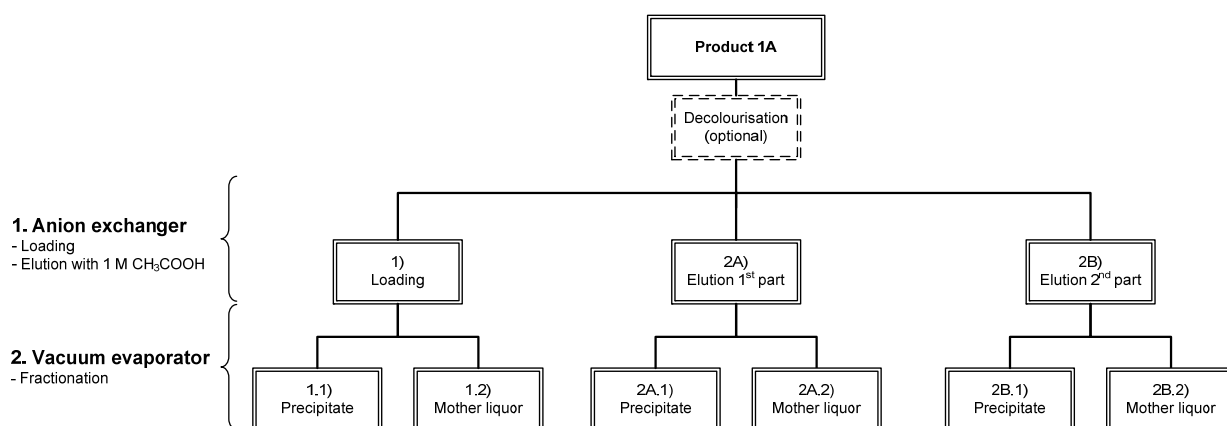 Product 1A
Decolourisation
(optional)
1. Anion exchanger
- Loading
- Elution with 1 M CH₃COOH
1)
Loading
2A)
Elution 1ˢᵗ part
2B)
Elution 2ⁿᵈ part
2. Vacuum evaporator
- Fractionation
1.1)
Precipitate
1.2)
Mother liquor
2A.1)
Precipitate
2A.2)
Mother liquor
2B.1)
Precipitate
2B.2)
Mother liquor